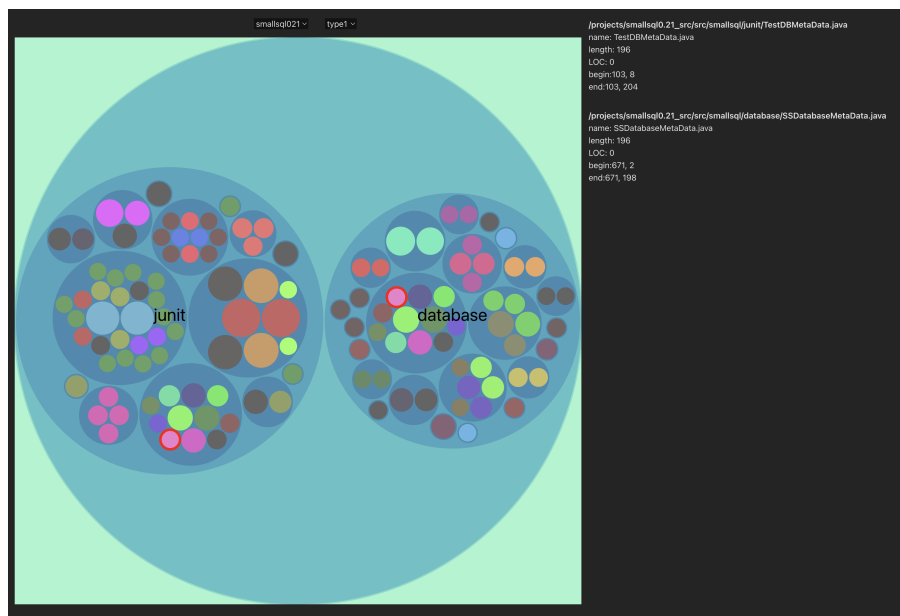 smallsql021 type1
/projects/smallsql0.21_src/src/smallsql/junit/TestDBMetaData.java
name: TestDBMetaData.java
length: 196
LOC: 0
begin:103, 8
end:103, 204
/projects/smallsql0.21_src/src/smallsql/database/SSDatabaseMetaData.java
name: SSDatabaseMetaData.java
length: 196
LOC: 0
begin:671, 2
end:671, 198
junit
database